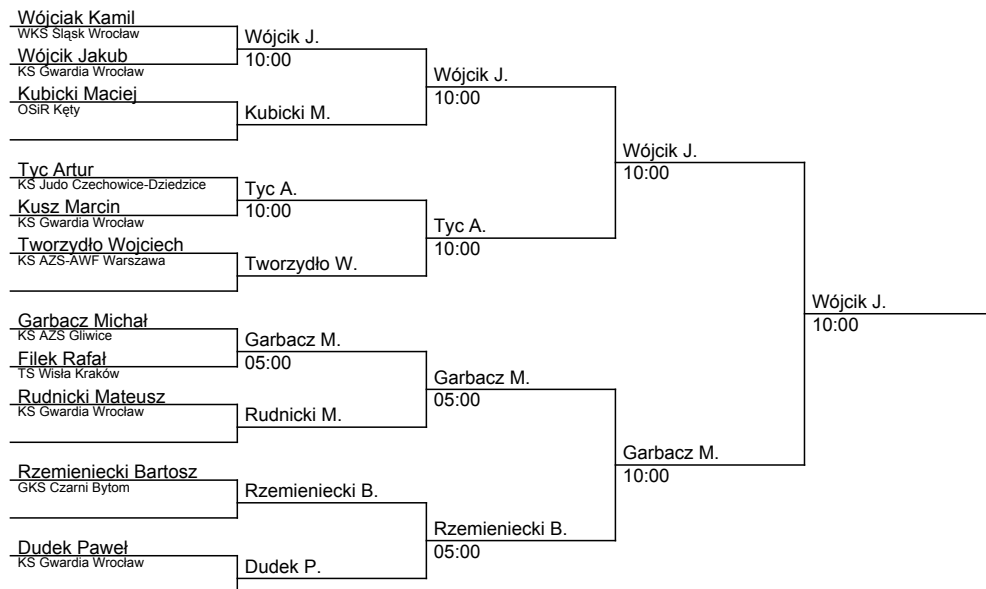 Wójciak Kamil
WKS Śląsk Wrocław
Wójcik Jakub
KS Gwardia Wrocław
Kubicki Maciej
OSiR Kęty
Tyc Artur
KS Judo Czechowice-Dziedzice
Kusz Marcin
KS Gwardia Wrocław
Tworzydło Wojciech
KS AZS-AWF Warszawa
Garbacz Michał
KS AZS Gliwice
Filek Rafał
TS Wisła Kraków
Rudnicki Mateusz
KS Gwardia Wrocław
Rzemieniecki Bartosz
GKS Czarni Bytom
Dudek Paweł
KS Gwardia Wrocław
Wójcik J.
10:00
Kubicki M.
Tyc A.
10:00
Tworzydło W.
Garbacz M.
05:00
Rudnicki M.
Rzemieniecki B.
Dudek P.
Wójcik J.
10:00
Tyc A.
10:00
Garbacz M.
05:00
Rzemieniecki B.
05:00
Wójcik J.
10:00
Garbacz M.
10:00
Wójcik J.
10:00